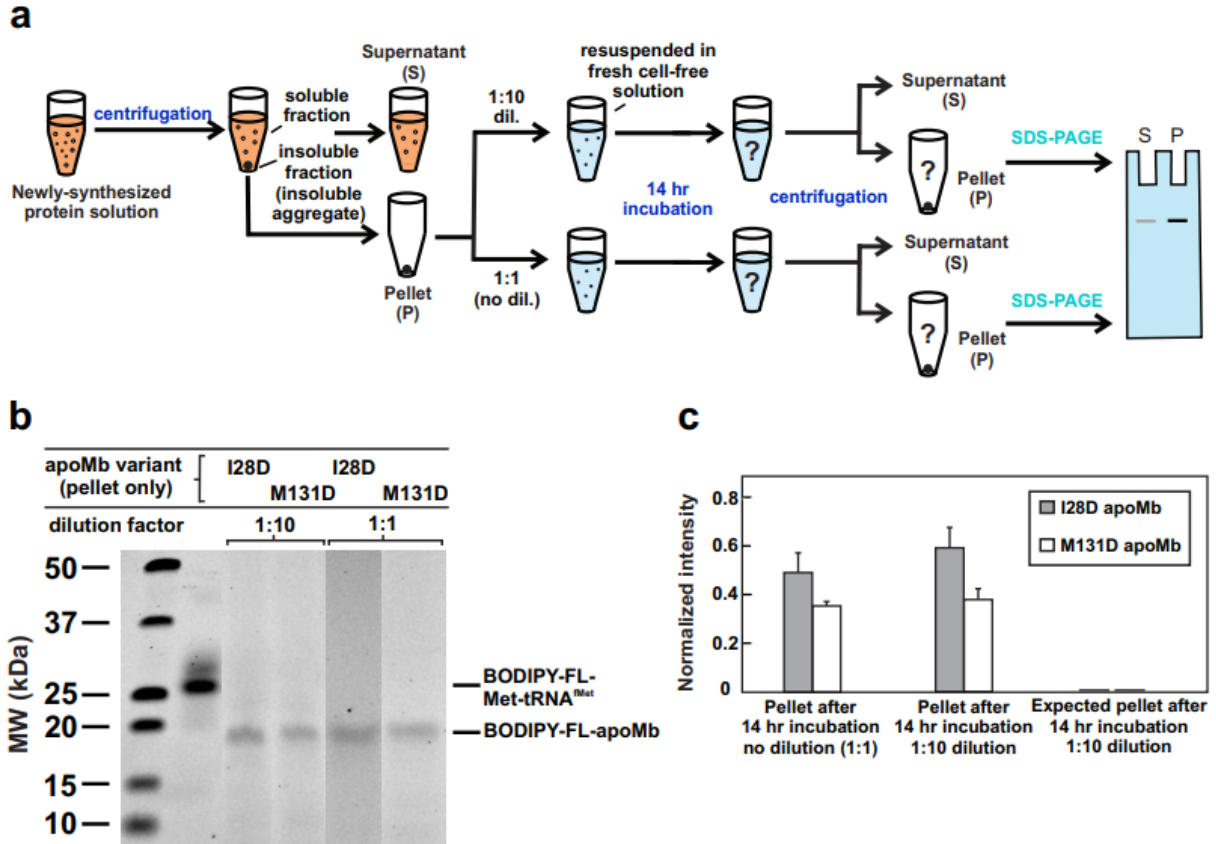 a
Supernatant
(S)
centrifugation
soluble
fraction
insoluble
fraction
(insoluble
aggregate)
Newly-synthesized
protein solution
Pellet
(P)
1:10
dil.
1:1
(no dil.)
resuspended in
fresh cell-free
solution
?
?
14 hr
incubation
centrifugation
Supernatant
(S)
?
Pellet
(P)
SDS-PAGE
Supernatant
(S)
?
Pellet
(P)
SDS-PAGE
S P
b
apoMb variant
(pellet only)
I28D I28D
M131D M131D
dilution factor 1:10 1:1
MW (kDa)
50
37
25
20
15
10
BODIPY-FL-
Met-tRNAfMet
BODIPY-FL-apoMb
c
Normalized intensity
0.8
0.6
0.4
0.2
0
I28D apoMb
M131D apoMb
Pellet after
14 hr incubation
no dilution (1:1)
Pellet after
14 hr incubation
1:10 dilution
Expected pellet after
14 hr incubation
1:10 dilution